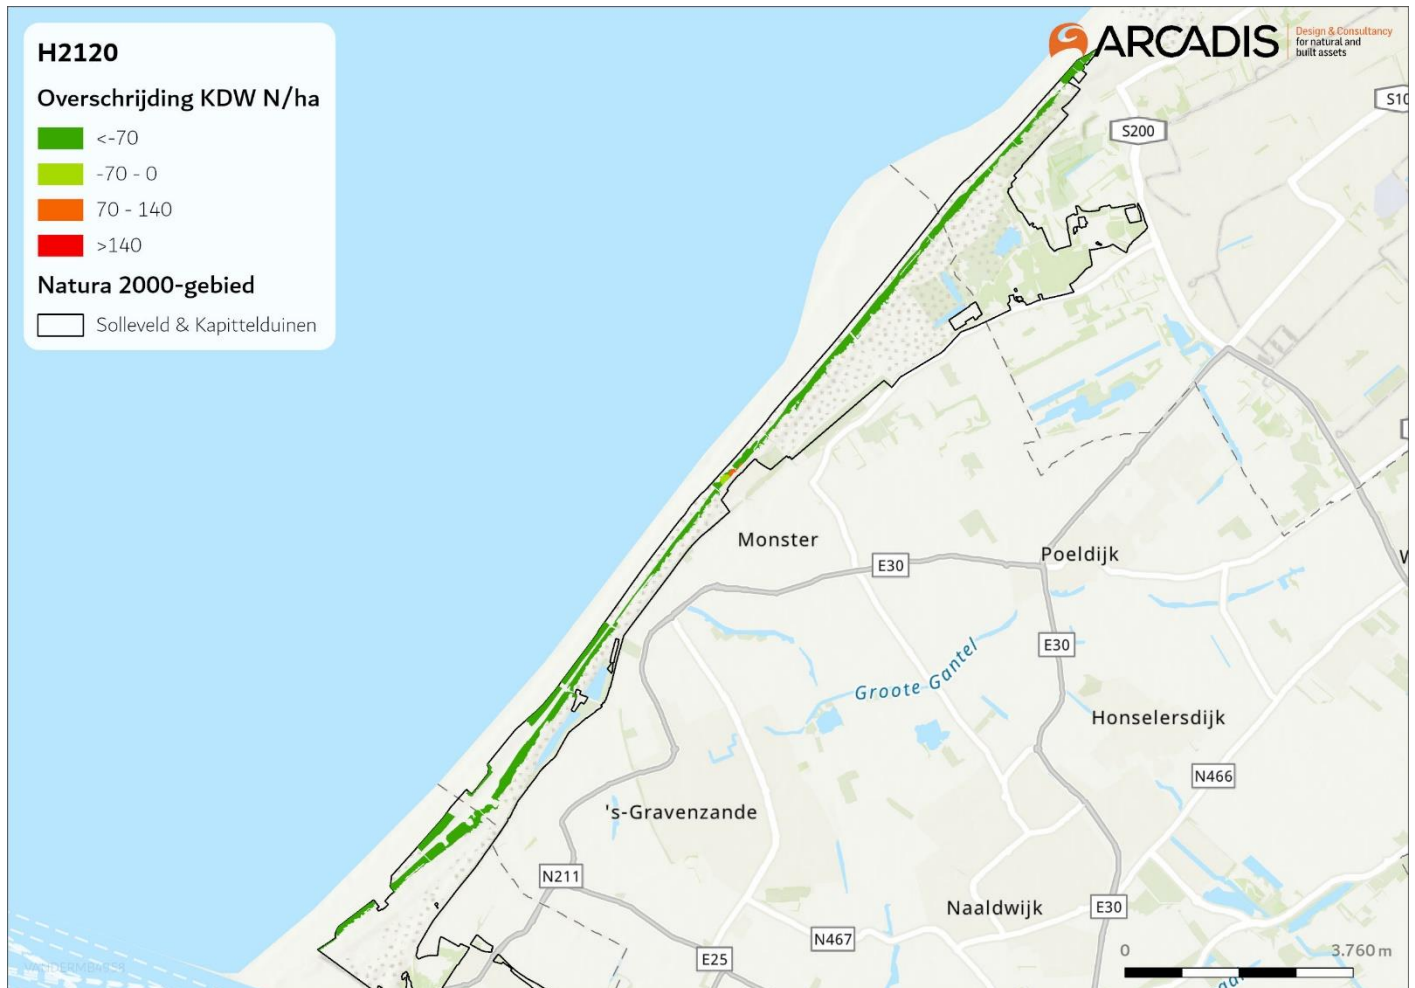 H2120
Overschrijding KDW N/ha
<-70
-70 - 0
70 - 140
>140
Natura 2000-gebied
Solleveld & Kapittelduinen
ARCADIS
Design & Consultancy
for natural and
built assets
S10
S200
Monster
E30
Poeldijk
W
E30
Groote Gantel
Honselersdijk
N466
's-Gravenzande
N211
Naaldwijk
E30
N467
E25
0
3.760 m